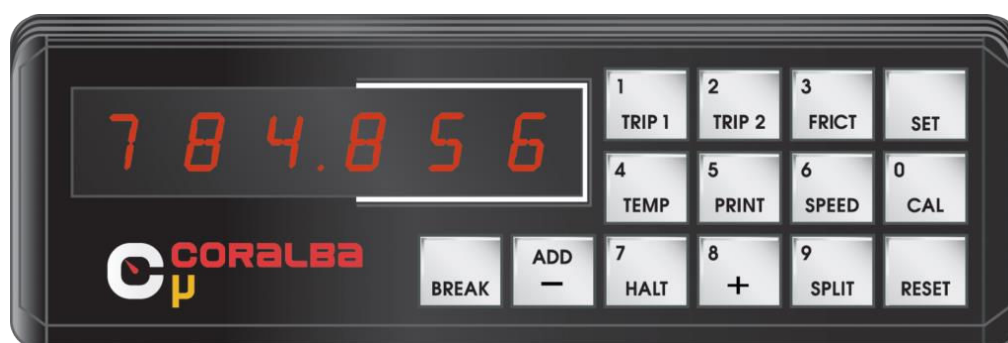 784.856
1 TRIP 1
2 TRIP 2
3 FRICT
SET
4 TEMP
5 PRINT
6 SPEED
0 CAL
CORALBA
μ
BREAK
ADD −
7 HALT
8 +
9 SPLIT
RESET